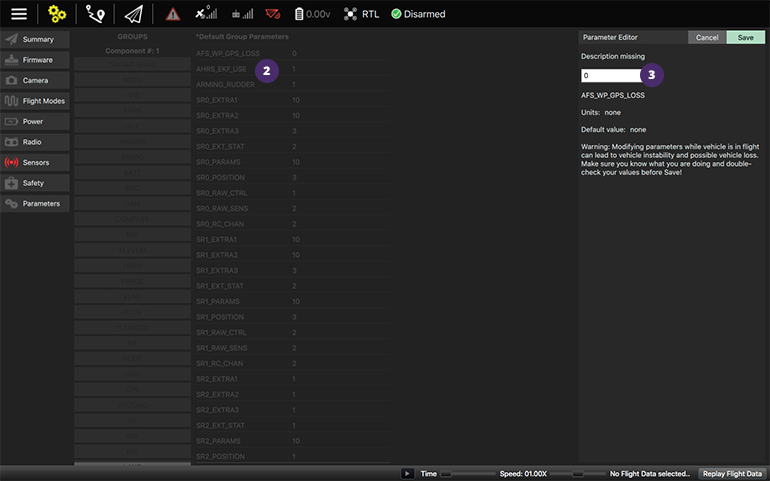 0.00v RTL Disarmed
Summary
Firmware
Camera
Flight Modes
Power
Radio
Sensors
Safety
Parameters
GROUPS
Component #: 1
*Default Group Parameters
AFS_WP_GPS_LOSS 0
AHRS_EKF_USE 1
2
ARMING_RUDDER 1
SR0_EXTRA1 10
SR0_EXTRA2 10
SR0_EXTRA3 3
SR0_EXT_STAT 2
SR0_PARAMS 10
SR0_POSITION 3
SR0_RAW_CTRL 1
SR0_RAW_SENS 2
SR0_RC_CHAN 2
SR1_EXTRA1 10
SR1_EXTRA2 10
SR1_EXTRA3 3
SR1_EXT_STAT 2
SR1_PARAMS 10
SR1_POSITION 3
SR1_RAW_CTRL 2
SR1_RAW_SENS 2
SR1_RC_CHAN 2
SR2_EXTRA1 1
SR2_EXTRA2 1
SR2_EXTRA3 1
SR2_EXT_STAT 2
SR2_PARAMS 10
SR2_POSITION 1
Parameter Editor Cancel Save
Description missing
0
3
AFS_WP_GPS_LOSS
Units: none
Default value: none
Warning: Modifying parameters while vehicle is in flight
can lead to vehicle instability and possible vehicle loss.
Make sure you know what you are doing and double-
check your values before Save!
Time Speed: 01.00X No Flight Data selected.. Replay Flight Data